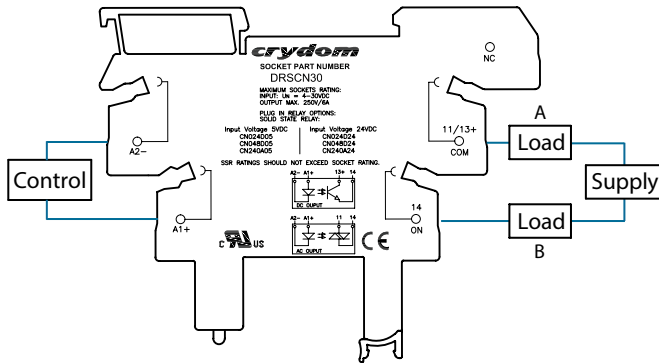 crydom
SOCKET PART NUMBER
DRSCN30
MAXIMUM SOCKETS RATING:
INPUT: UN = 4-30VDC
OUTPUT MAX. 250V/6A
PLUG IN RELAY OPTIONS:
SOLID STATE RELAY:
Input Voltage 5VDC
CN024D05
CN048D05
CN240A05
Input Voltage 24VDC
CN024D24
CN048D24
CN240A24
SSR RATINGS SHOULD NOT EXCEED SOCKET RATING.
NC
A2-
11/13+
COM
A
Load
Control
Supply
A1+
14
ON
Load
B
A2- A1+ 13+ 14
DC OUPUT
A2- A1+ 11 14
AC OUPUT
C UR US
CE